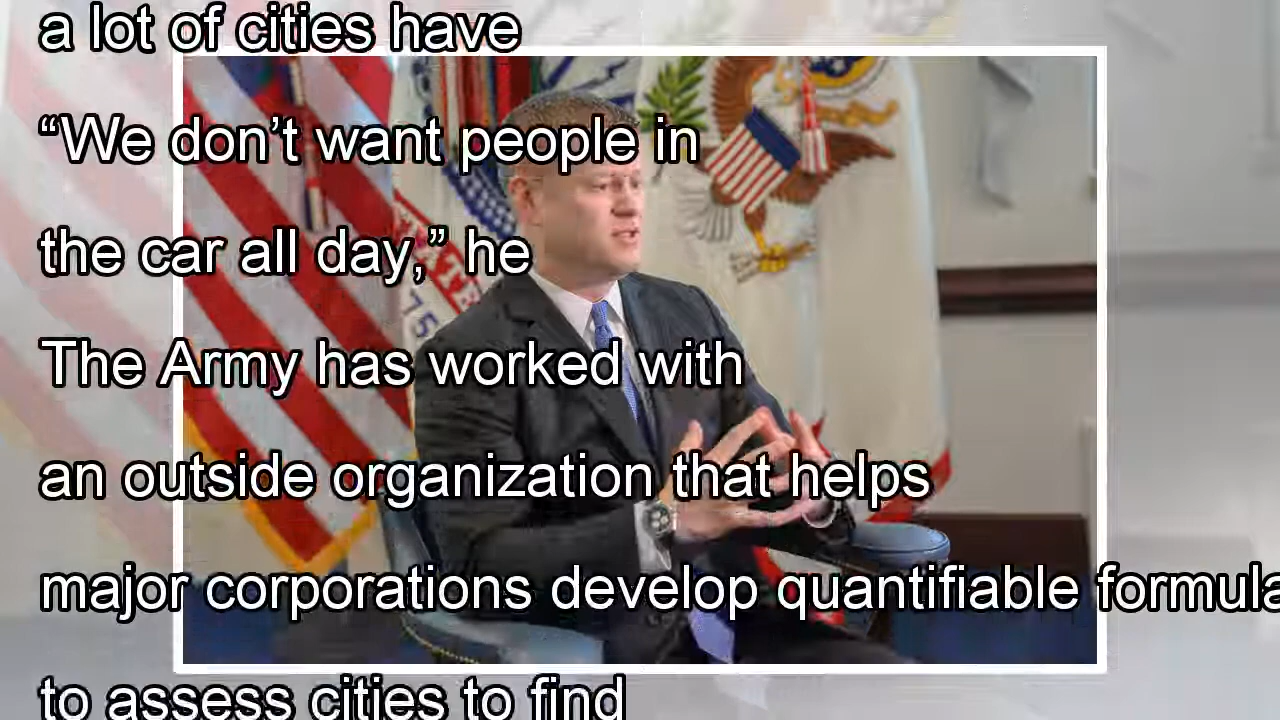 a lot of cities have
“We don’t want people in
the car all day,” he
The Army has worked with
an outside organization that helps
major corporations develop quantifiable formula
to assess cities to find